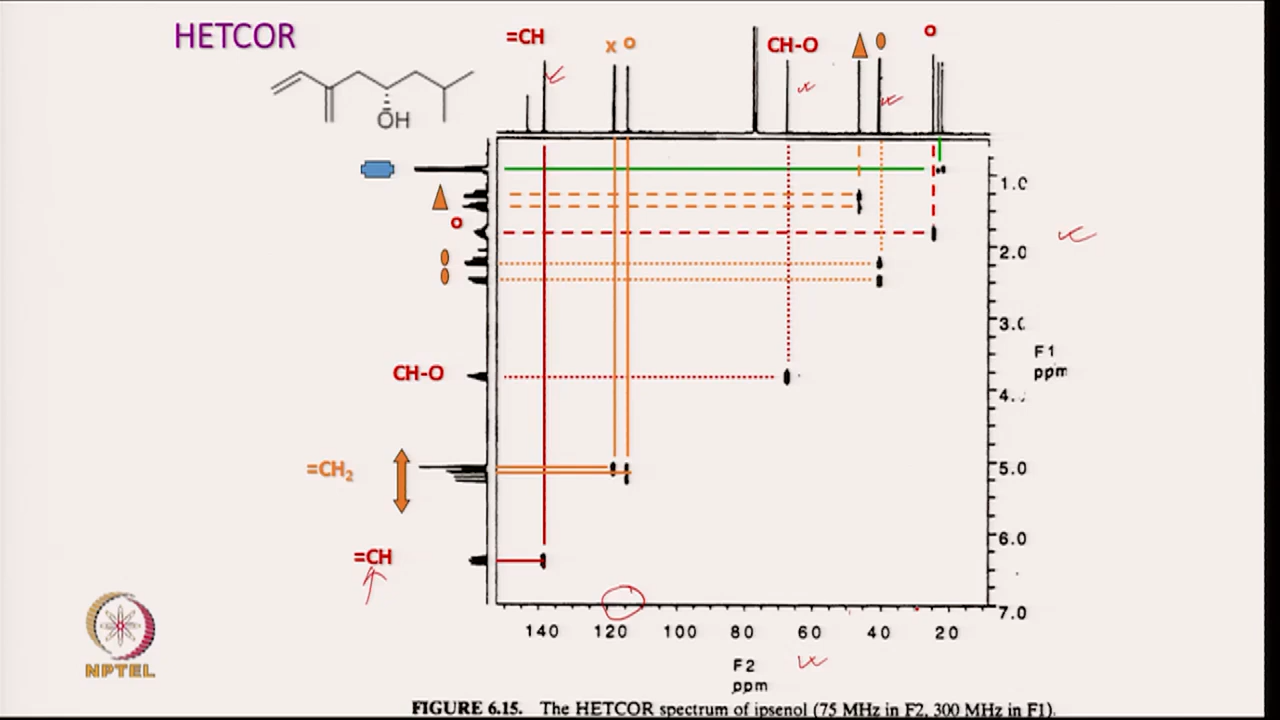 HETCOR
=CH
x o
CH-O
o
OH
1.0
o
2.0
3.0
F1
ppm
CH-O
4.
=CH2
5.0
6.0
=CH
7.0
140 120 100 80 60 40 20
F2
ppm
NPTEL
FIGURE 6.15. The HETCOR spectrum of ipsenol (75 MHz in F2, 300 MHz in F1).